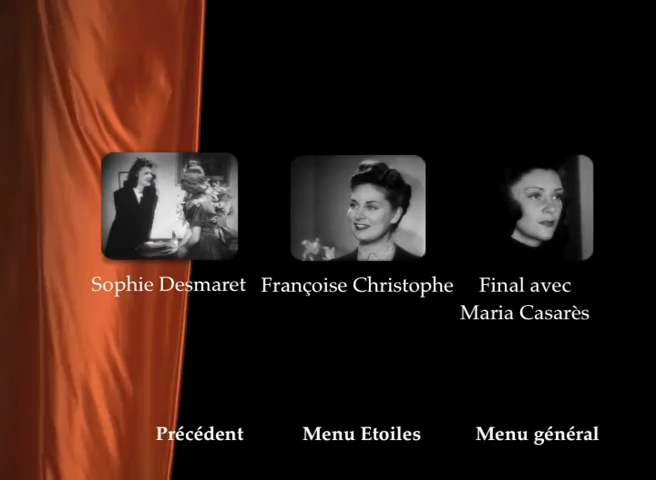 Sophie Desmaret
Françoise Christophe
Final avec
Maria Casarès
Précédent
Menu Etoiles
Menu général